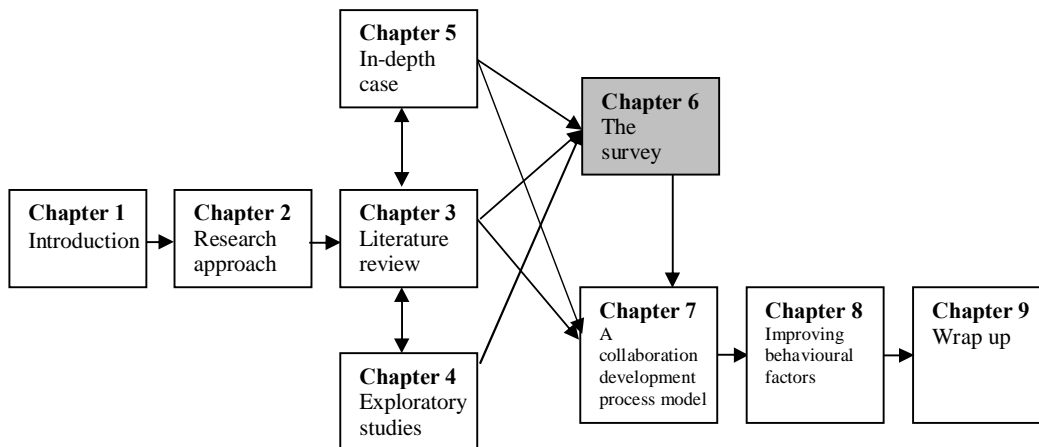 Chapter 5
In-depth
case
Chapter 6
The
survey
Chapter 1
Introduction
Chapter 2
Research
approach
Chapter 3
Literature
review
Chapter 4
Exploratory
studies
Chapter 7
A
collaboration
development
process model
Chapter 8
Improving
behavioural
factors
Chapter 9
Wrap up